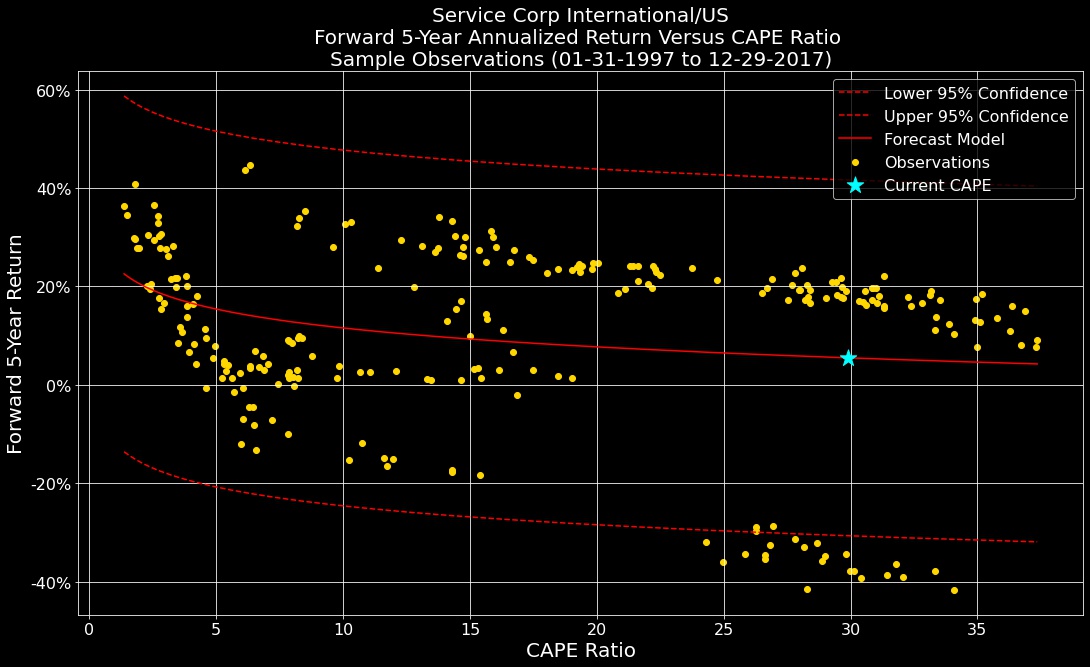 Service Corp International/US
Forward 5-Year Annualized Return Versus CAPE Ratio
Sample Observations (01-31-1997 to 12-29-2017)
Lower 95% Confidence
Upper 95% Confidence
Forecast Model
Observations
Current CAPE
Forward 5-Year Return
60%
40%
20%
0%
-20%
-40%
0 5 10 15 20 25 30 35
CAPE Ratio